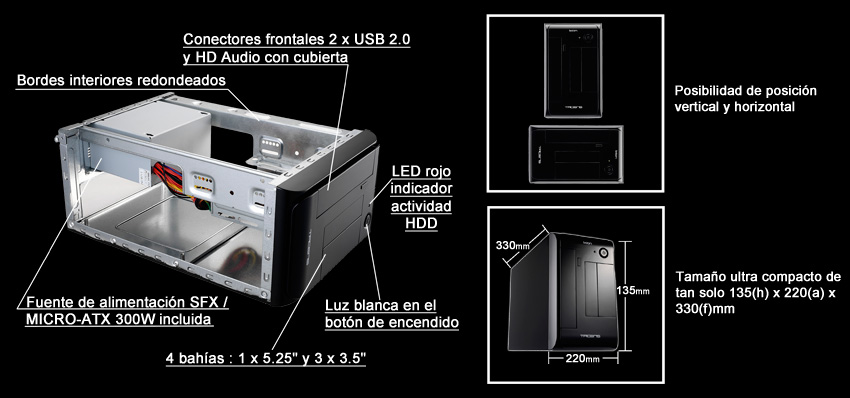 Conectores frontales 2 x USB 2.0
y HD Audio con cubierta
Bordes interiores redondeados
LED rojo
indicador
actividad
HDD
Fuente de alimentación SFX /
MICRO-ATX 300W incluida
Luz blanca en el
botón de encendido
4 bahías : 1 x 5.25" y 3 x 3.5"
Posibilidad de posición
vertical y horizontal
330mm
135mm
220mm
Tamaño ultra compacto de
tan solo 135(h) x 220(a) x
330(f)mm